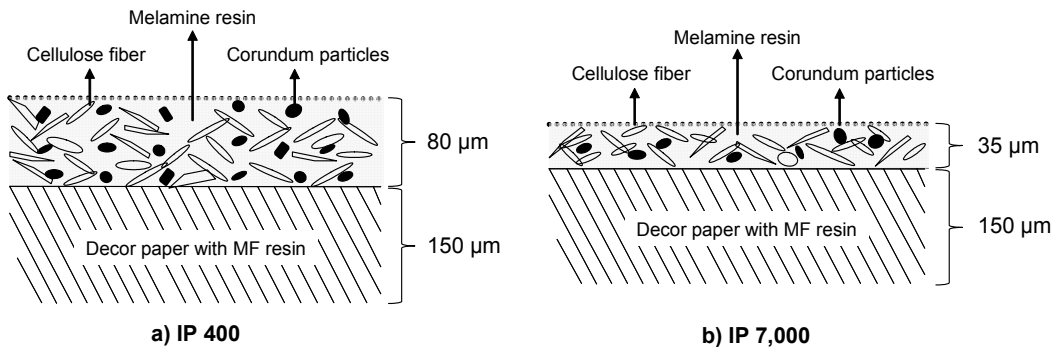 Melamine resin
Cellulose fiber
Corundum particles
80 µm
Decor paper with MF resin
150 µm
a) IP 400
Melamine resin
Cellulose fiber
Corundum particles
35 µm
Decor paper with MF resin
150 µm
b) IP 7,000